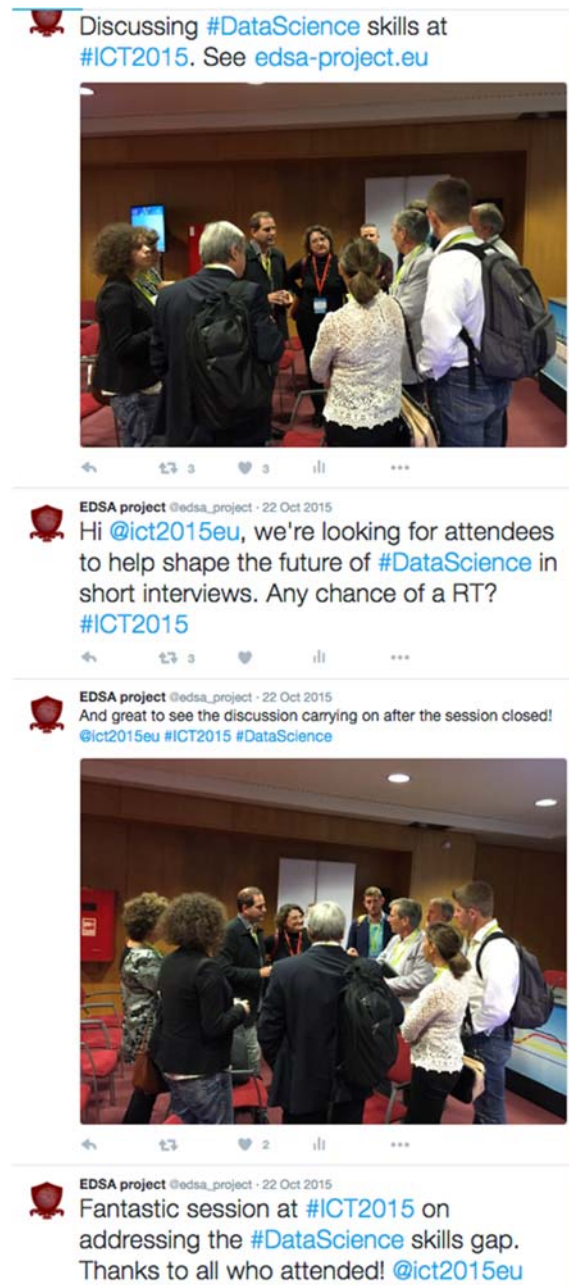 Discussing #DataScience skills at
#ICT2015. See edsa-project.eu
3 3
EDSA project @edsa_project · 22 Oct 2015
Hi @ict2015eu, we're looking for attendees
to help shape the future of #DataScience in
short interviews. Any chance of a RT?
#ICT2015
3
EDSA project @edsa_project · 22 Oct 2015
And great to see the discussion carrying on after the session closed!
@ict2015eu #ICT2015 #DataScience
2
EDSA project @edsa_project · 22 Oct 2015
Fantastic session at #ICT2015 on
addressing the #DataScience skills gap.
Thanks to all who attended! @ict2015eu